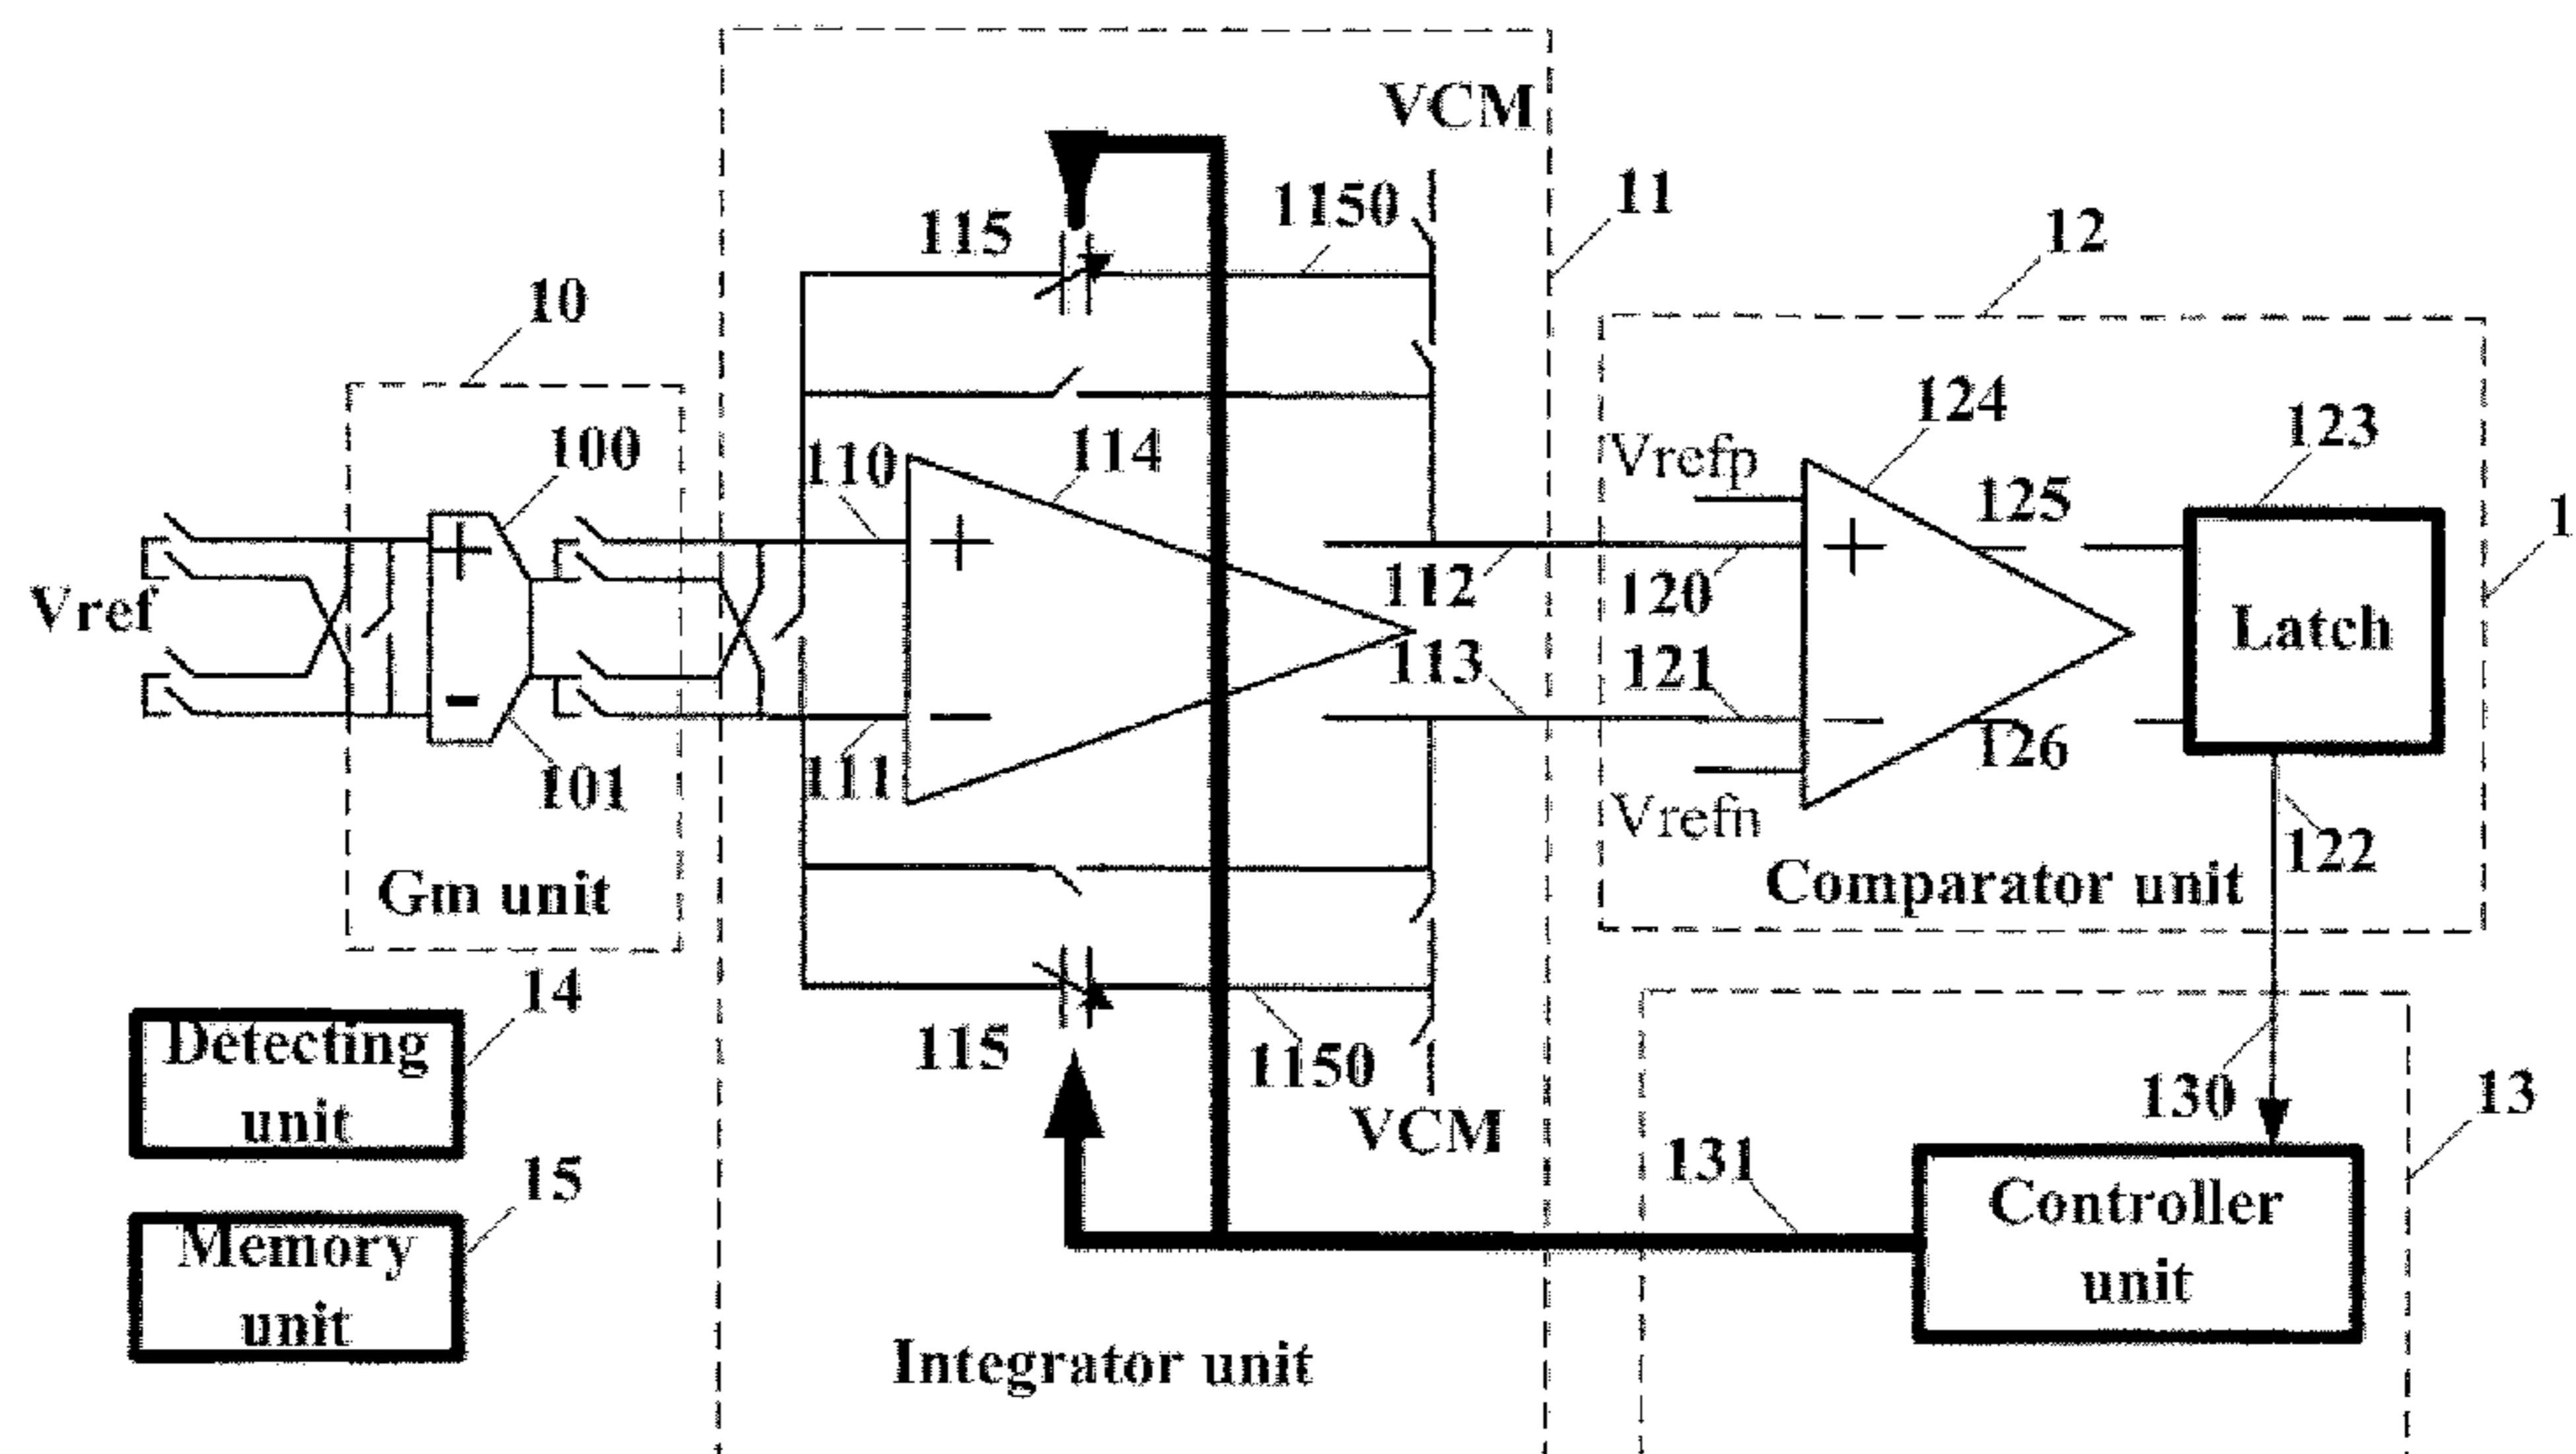 VCM
115
1150
11
12
10
124
123
100
110
114
Vrefp
125
1
+
+
+
112
120
Vref
Latch
113
121
-
−
−
126
101
111
Vrefn
122
Gm unit
Comparator unit
14
Detecting
unit
115
1150
130
13
VCM
15
131
Memory
unit
Controller
unit
Integrator unit